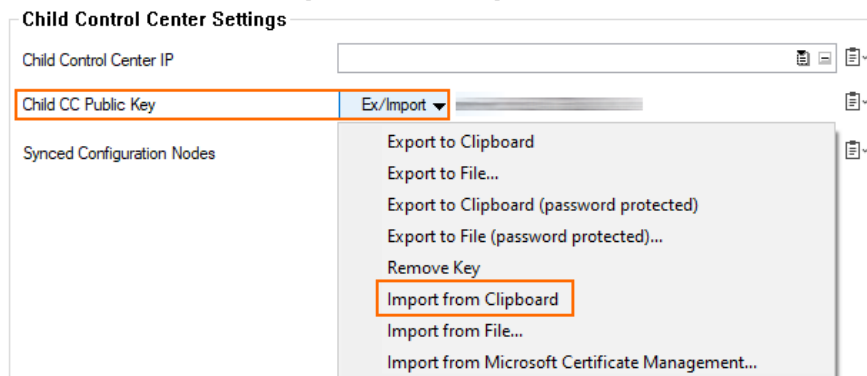 Child Control Center Settings
Child Control Center IP
Child CC Public Key Ex/Import
Synced Configuration Nodes
Export to Clipboard
Export to File...
Export to Clipboard (password protected)
Export to File (password protected)...
Remove Key
Import from Clipboard
Import from File...
Import from Microsoft Certificate Management...